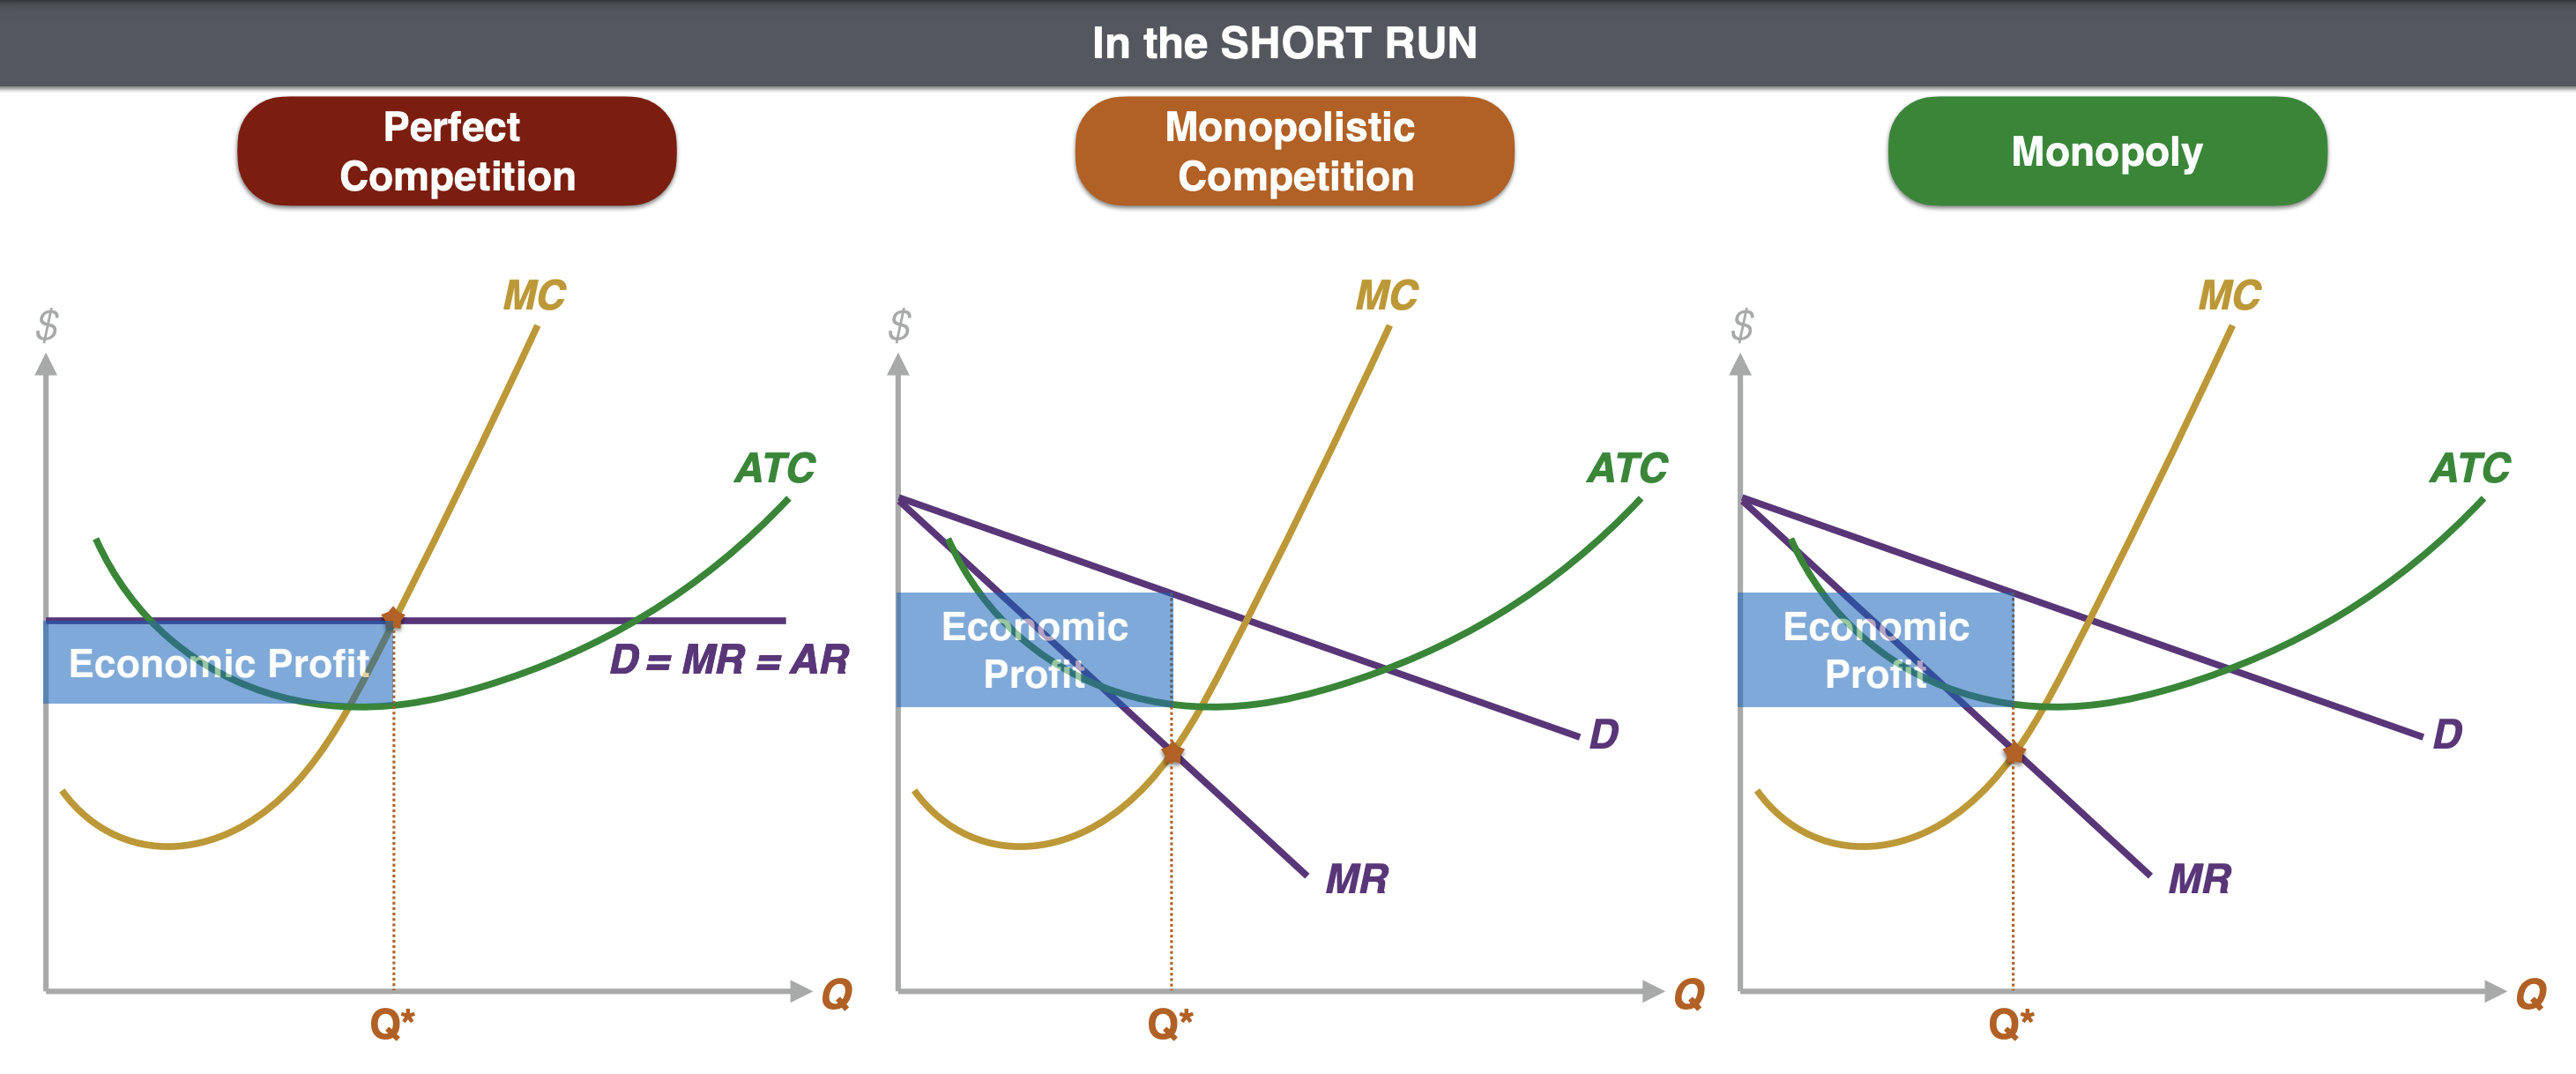 In the SHORT RUN
Perfect
Competition
Monopolistic
Competition
Monopoly
$
MC
ATC
Economic Profit
D = MR = AR
Q
Q*
$
MC
ATC
Economic
Profit
D
MR
Q
Q*
$
MC
ATC
Economic
Profit
D
MR
Q
Q*